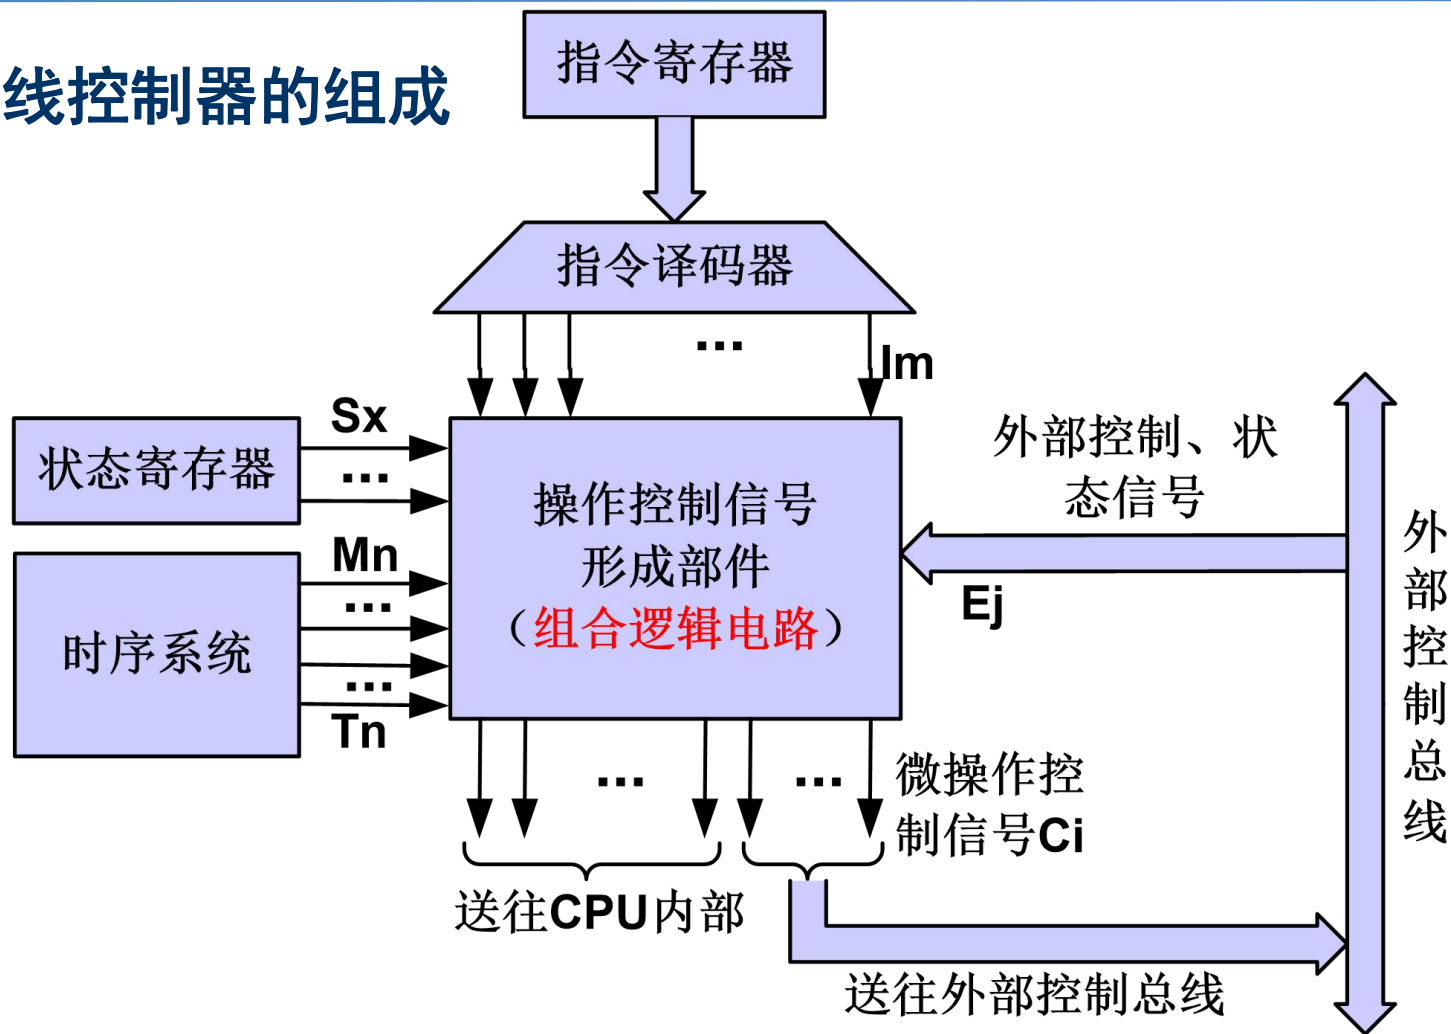 线控制器的组成
指令寄存器
指令译码器
...
Im
状态寄存器
Sx
...
时序系统
Mn
...
...
Tn
操作控制信号
形成部件
（组合逻辑电路）
外部控制、状
态信号
Ej
外部控制总线
...
...
微操作控
制信号Ci
送往CPU内部
送往外部控制总线